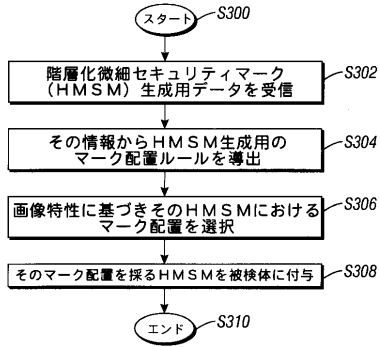 スタート
S300
階層化微細セキュリティマーク
(HMSM)生成用データを受信
S302
その情報からHMSM生成用の
マーク配置ルールを導出
S304
画像特性に基づきそのHMSMにおける
マーク配置を選択
S306
そのマーク配置を採るHMSMを被検体に付与
S308
エンド
S310